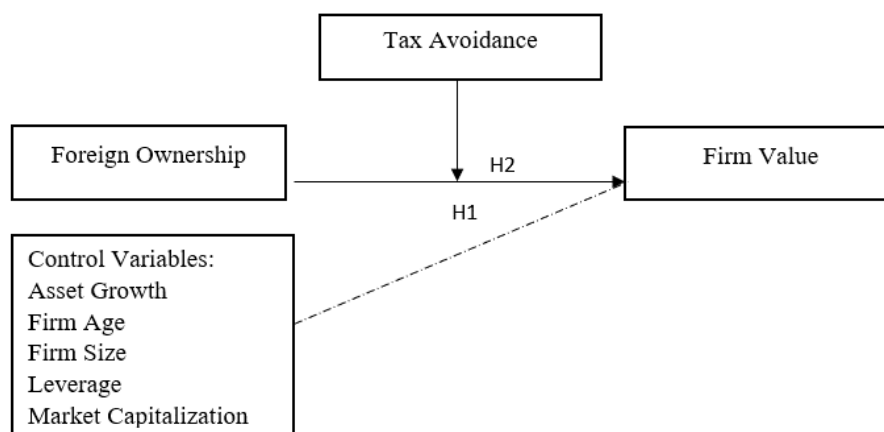 Tax Avoidance
Foreign Ownership
H2
Firm Value
H1
Control Variables:
Asset Growth
Firm Age
Firm Size
Leverage
Market Capitalization